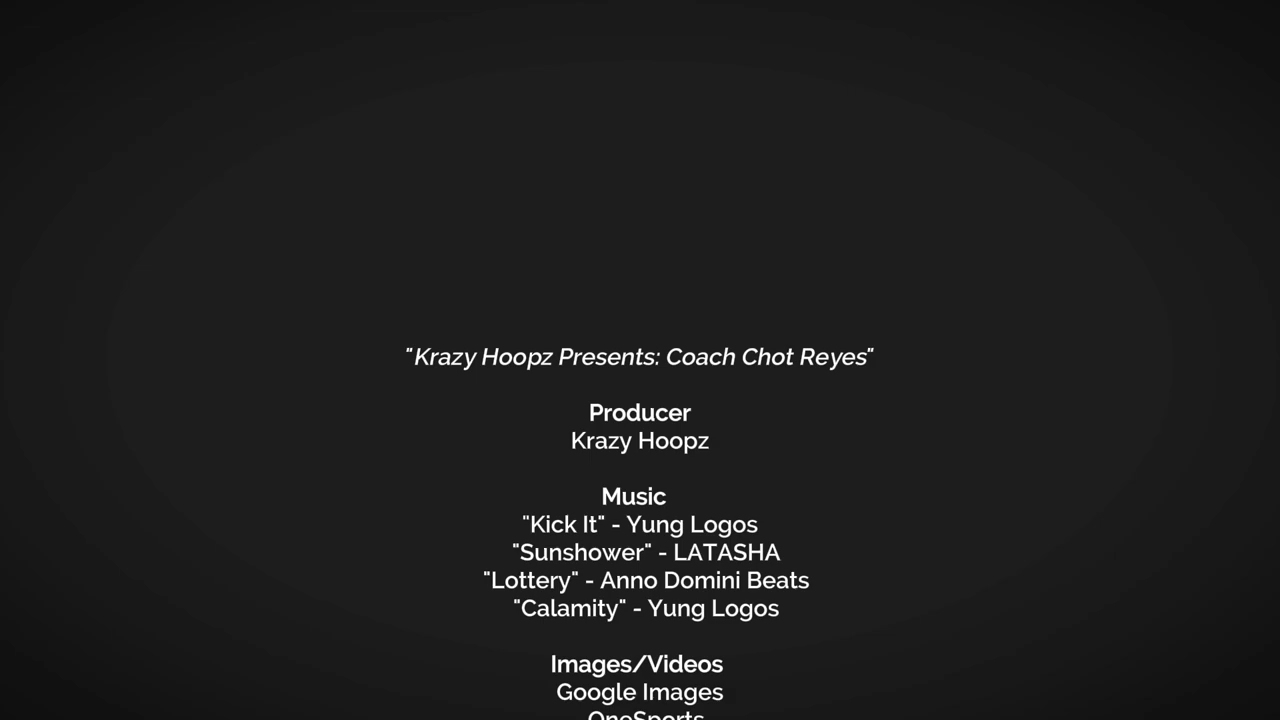 "Krazy Hoopz Presents: Coach Chot Reyes"
Producer
Krazy Hoopz
Music
"Kick It" - Yung Logos
"Sunshower" - LATASHA
"Lottery" - Anno Domini Beats
"Calamity" - Yung Logos
Images/Videos
Google Images
OneSports